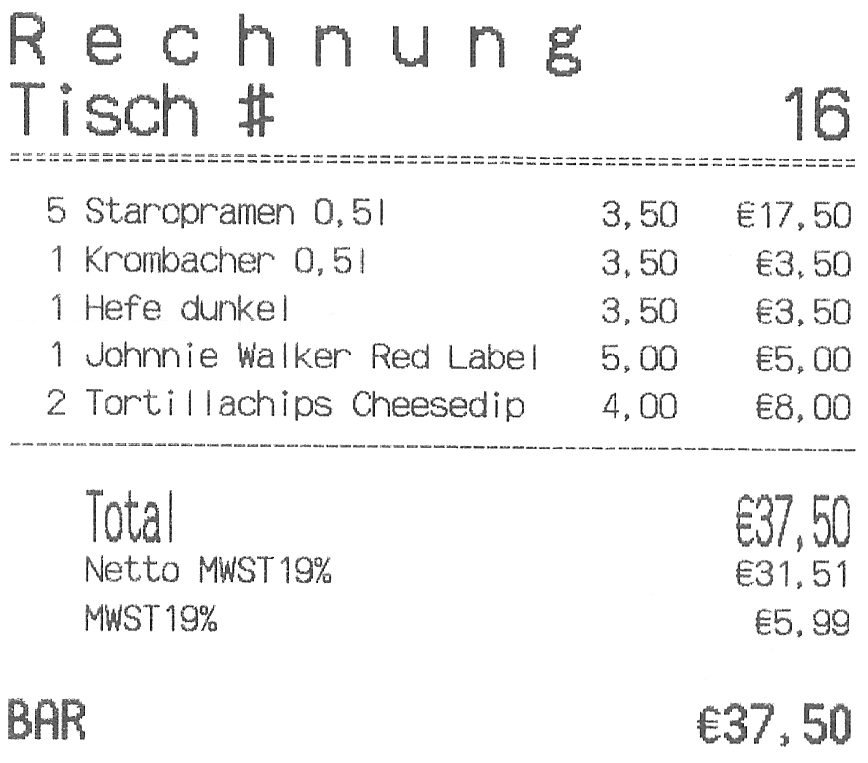 Rechnung
Tisch # 16
5 Staropramen 0,5l 3,50 €17,50
1 Krombacher 0,5l 3,50 €3,50
1 Hefe dunkel 3,50 €3,50
1 Johnnie Walker Red Label 5,00 €5,00
2 Tortillachips Cheesedip 4,00 €8,00
Total €37,50
Netto MWST19% €31,51
MWST19% €5,99
BAR €37,50